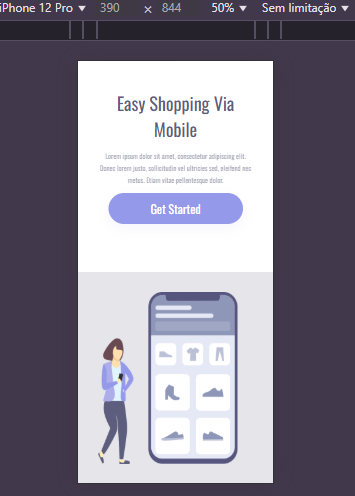 iPhone 12 Pro ▼ 390 × 844 50% ▼ Sem limitação ▼
Easy Shopping Via
Mobile
Lorem ipsum dolor sit amet, consectetur adipiscing elit.
Donec lorem justo, sollicitudin vel ultricies sed, eleifend nec
metus. Etiam vitae pellentesque dolor.
Get Started